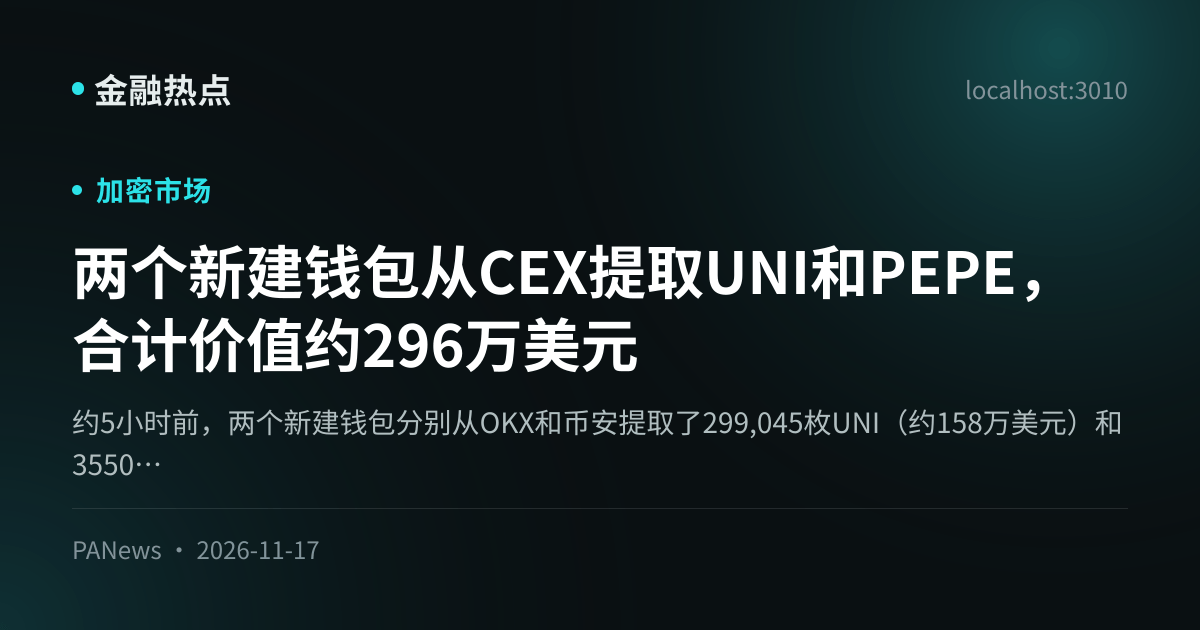 金融热点
localhost:3010
加密市场
两个新建钱包从CEX提取UNI和PEPE，
合计价值约296万美元
约5小时前，两个新建钱包分别从OKX和币安提取了299,045枚UNI（约158万美元）和
3550…
PANews • 2026-11-17